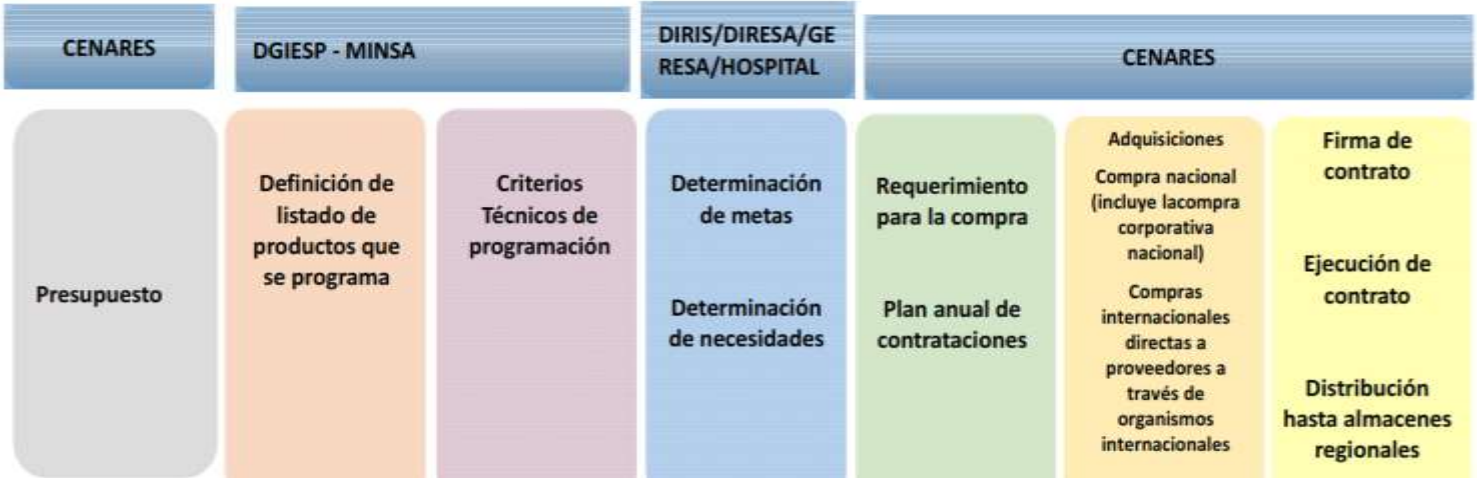 CENARES
DGIESP - MINSA
DIRIS/DIRESA/GE
RESA/HOSPITAL
CENARES
Presupuesto
Definición de
listado de
productos que
se programa
Criterios
Técnicos de
programación
Determinación
de metas
Determinación
de necesidades
Requerimiento
para la compra
Plan anual de
contrataciones
Adquisiciones
Compra nacional
(incluye lacompra
corporativa
nacional)
Compras
internacionales
directas a
proveedores a
través de
organismos
internacionales
Firma de
contrato
Ejecución de
contrato
Distribución
hasta almacenes
regionales